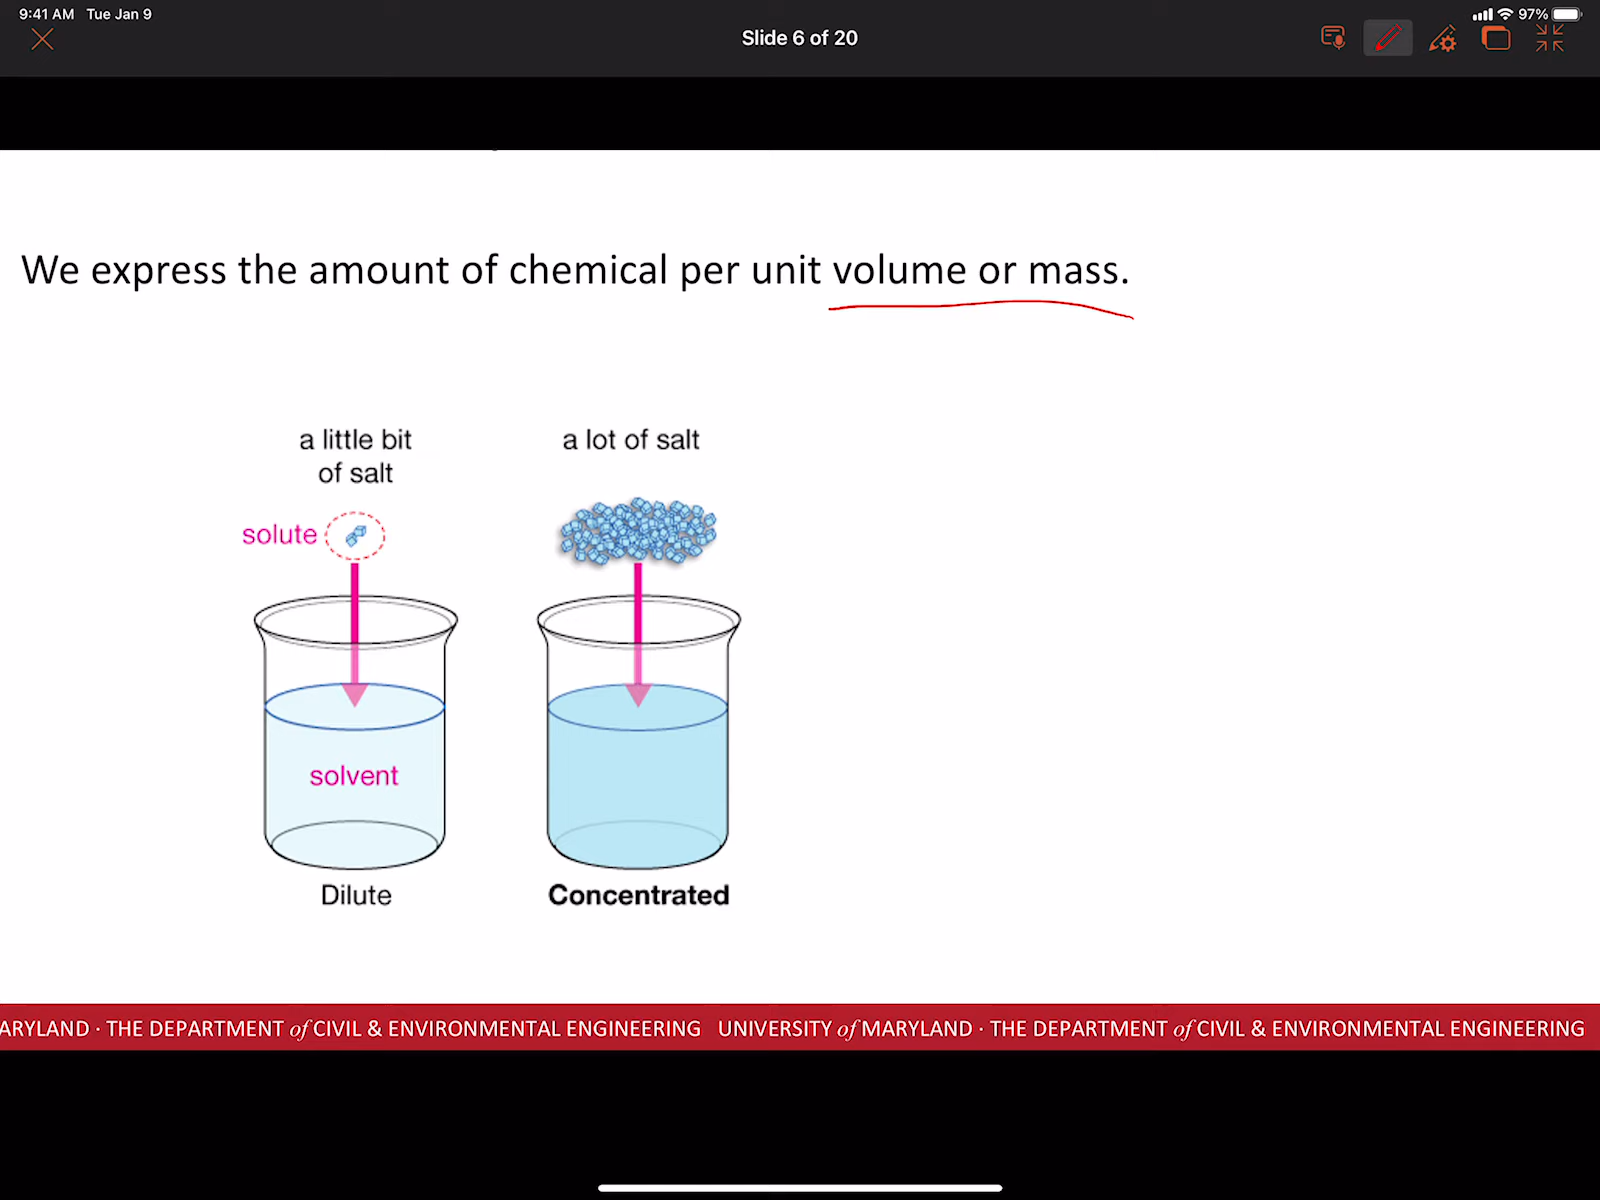 9:41 AM Tue Jan 9
97%
Slide 6 of 20
We express the amount of chemical per unit volume or mass.
a little bit
of salt
a lot of salt
solute
solvent
Dilute
Concentrated
ARYLAND · THE DEPARTMENT of CIVIL & ENVIRONMENTAL ENGINEERING UNIVERSITY of MARYLAND · THE DEPARTMENT of CIVIL & ENVIRONMENTAL ENGINEERING